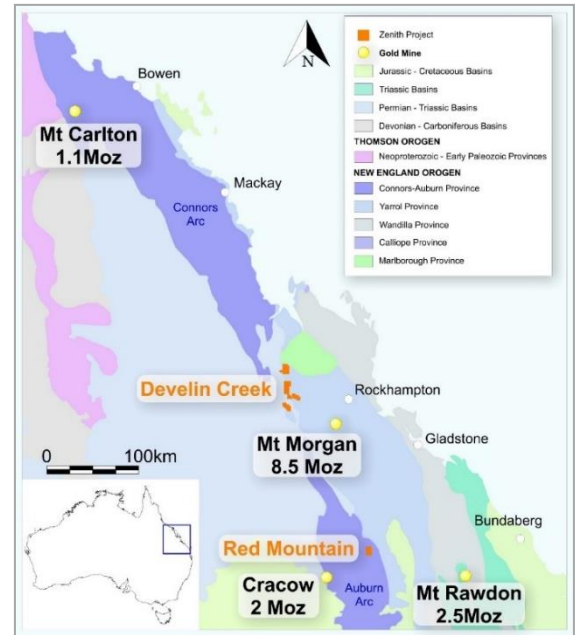 Zenith Project
Gold Mine
Jurassic - Cretaceous Basins
Triassic Basins
Permian - Triassic Basins
Devonian - Carboniferous Basins
THOMSON OROGEN
Neoproterozoic - Early Paleozoic Provinces
NEW ENGLAND OROGEN
Connors-Auburn Province
Yarrol Province
Wandilla Province
Calliope Province
Marlborough Province
N
Bowen
Mt Carlton
1.1Moz
Mackay
Connors
Arc
Develin Creek
Rockhampton
Mt Morgan
8.5 Moz
Gladstone
0 100km
Bundaberg
Red Mountain
Cracow
2 Moz
Auburn
Arc
Mt Rawdon
2.5Moz